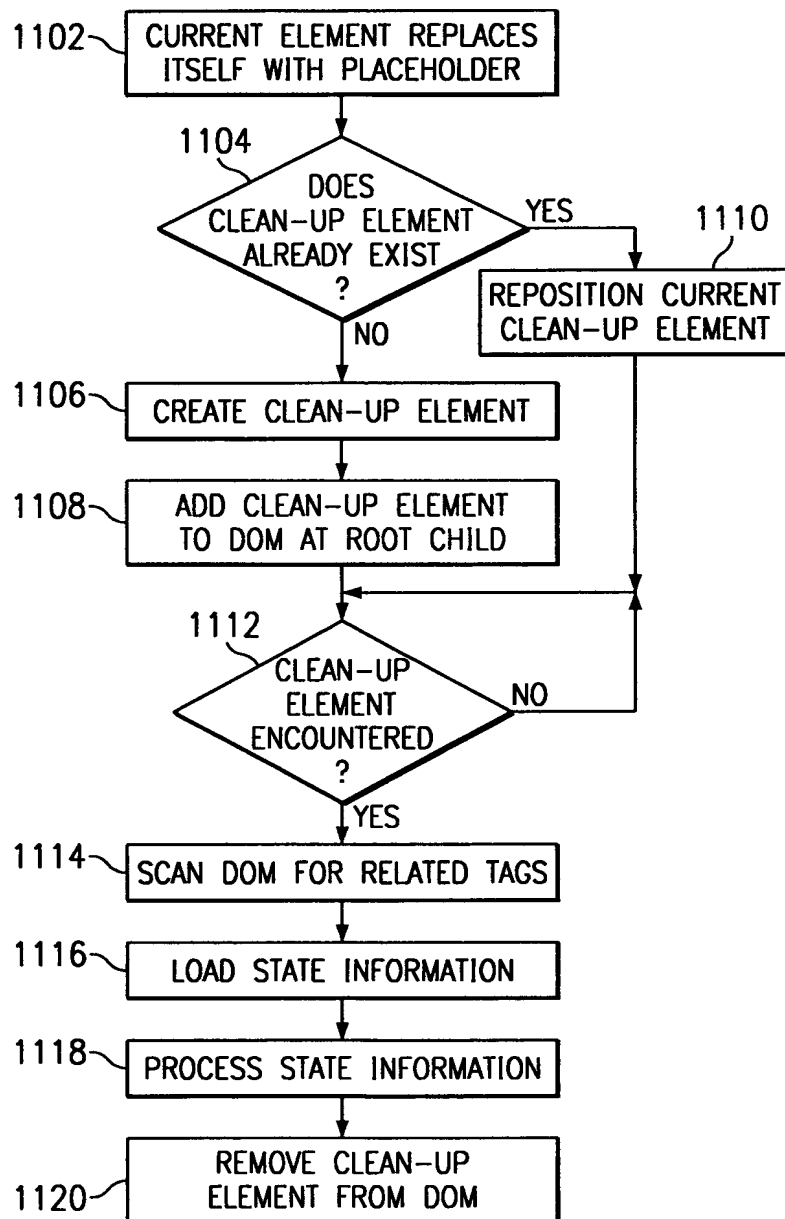 1102
CURRENT ELEMENT REPLACES
ITSELF WITH PLACEHOLDER
1104
DOES
CLEAN-UP ELEMENT
ALREADY EXIST
?
YES
1110
REPOSITION CURRENT
CLEAN-UP ELEMENT
NO
1106
CREATE CLEAN-UP ELEMENT
1108
ADD CLEAN-UP ELEMENT
TO DOM AT ROOT CHILD
1112
CLEAN-UP
ELEMENT
ENCOUNTERED
?
NO
YES
1114
SCAN DOM FOR RELATED TAGS
1116
LOAD STATE INFORMATION
1118
PROCESS STATE INFORMATION
1120
REMOVE CLEAN-UP
ELEMENT FROM DOM